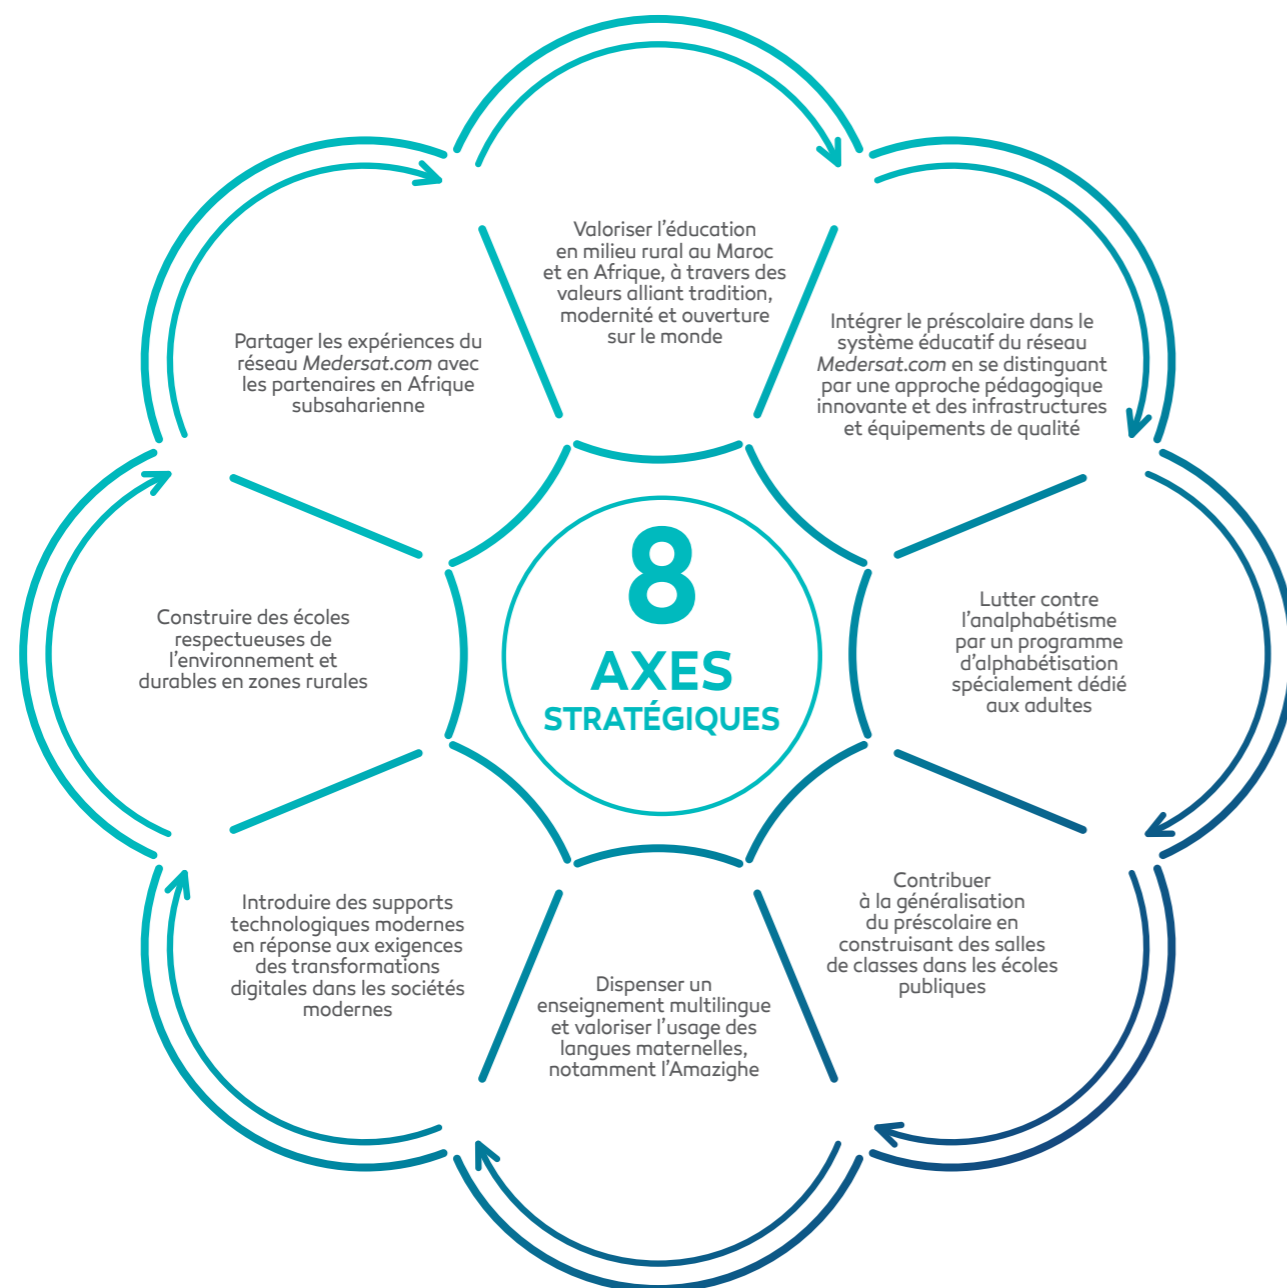 8
AXES
STRATÉGIQUES
Valoriser l'éducation
en milieu rural au Maroc
et en Afrique, à travers des
valeurs alliant tradition,
modernité et ouverture
sur le monde
Intégrer le préscolaire dans le
système éducatif du réseau
Medersat.com en se distinguant
par une approche pédagogique
innovante et des infrastructures
et équipements de qualité
Lutter contre
l'analphabétisme
par un programme
d'alphabétisation
spécialement dédié
aux adultes
Contribuer
à la généralisation
du préscolaire en
construisant des salles
de classes dans les écoles
publiques
Dispenser un
enseignement multilingue
et valoriser l'usage des
langues maternelles,
notamment l'Amazighe
Introduire des supports
technologiques modernes
en réponse aux exigences
des transformations
digitales dans les sociétés
modernes
Construire des écoles
respectueuses de
l'environnement et
durables en zones rurales
Partager les expériences du
réseau Medersat.com avec
les partenaires en Afrique
subsaharienne